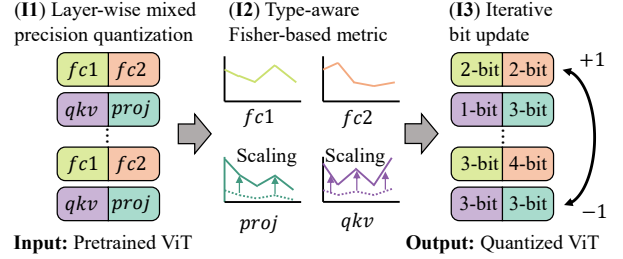 (I1) Layer-wise mixed
precision quantization
(I2) Type-aware
Fisher-based metric
(I3) Iterative
bit update
fc1 fc2
qkv proj
fc1 fc2
qkv proj
fc1
fc2
Scaling
Scaling
proj
qkv
2-bit 2-bit
1-bit 3-bit
3-bit 4-bit
3-bit 3-bit
+1
−1
Input: Pretrained ViT
Output: Quantized ViT